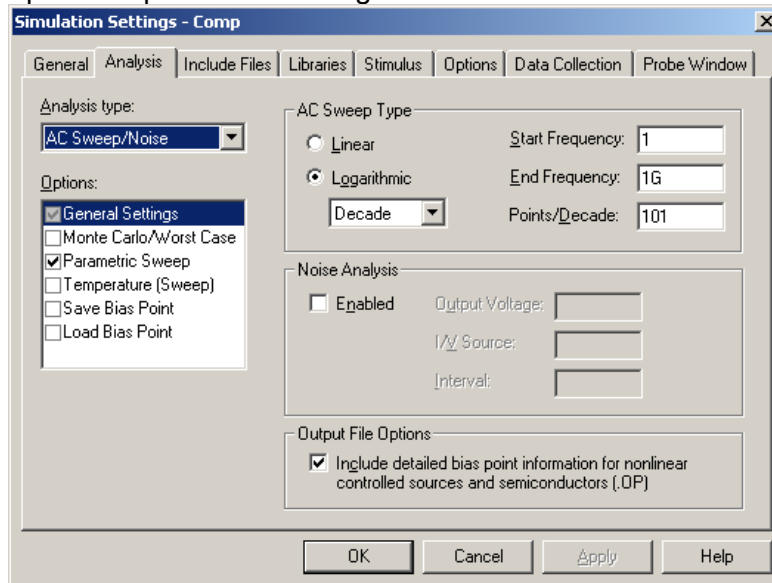 Simulation Settings - Comp
General Analysis Include Files Libraries Stimulus Options Data Collection Probe Window
Analysis type:
AC Sweep/Noise
Options:
General Settings
Monte Carlo/Worst Case
Parametric Sweep
Temperature (Sweep)
Save Bias Point
Load Bias Point
AC Sweep Type
Linear
Logarithmic
Decade
Start Frequency: 1
End Frequency: 1G
Points/Decade: 101
Noise Analysis
Enabled
Output Voltage:
I/V Source:
Interval:
Output File Options
Include detailed bias point information for nonlinear
controlled sources and semiconductors (.OP)
OK Cancel Apply Help